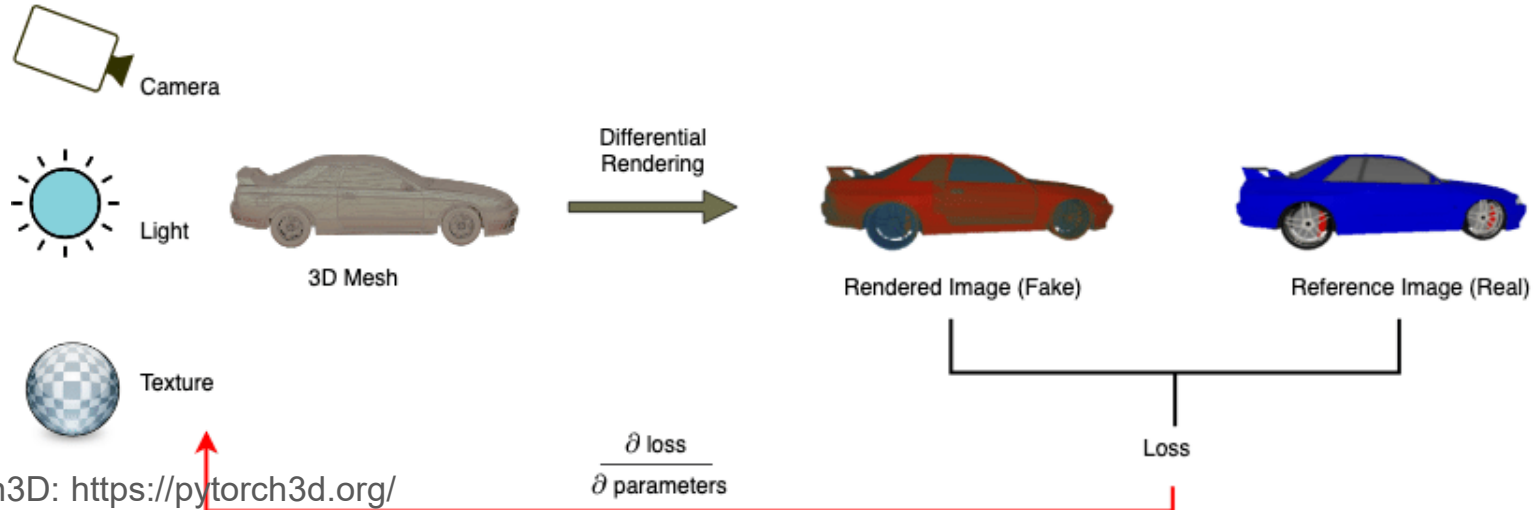 Camera
Light
Texture
3D Mesh
Differential
Rendering
Rendered Image (Fake)
Reference Image (Real)
Loss
∂ loss
∂ parameters
h3D: https://pytorch3d.org/